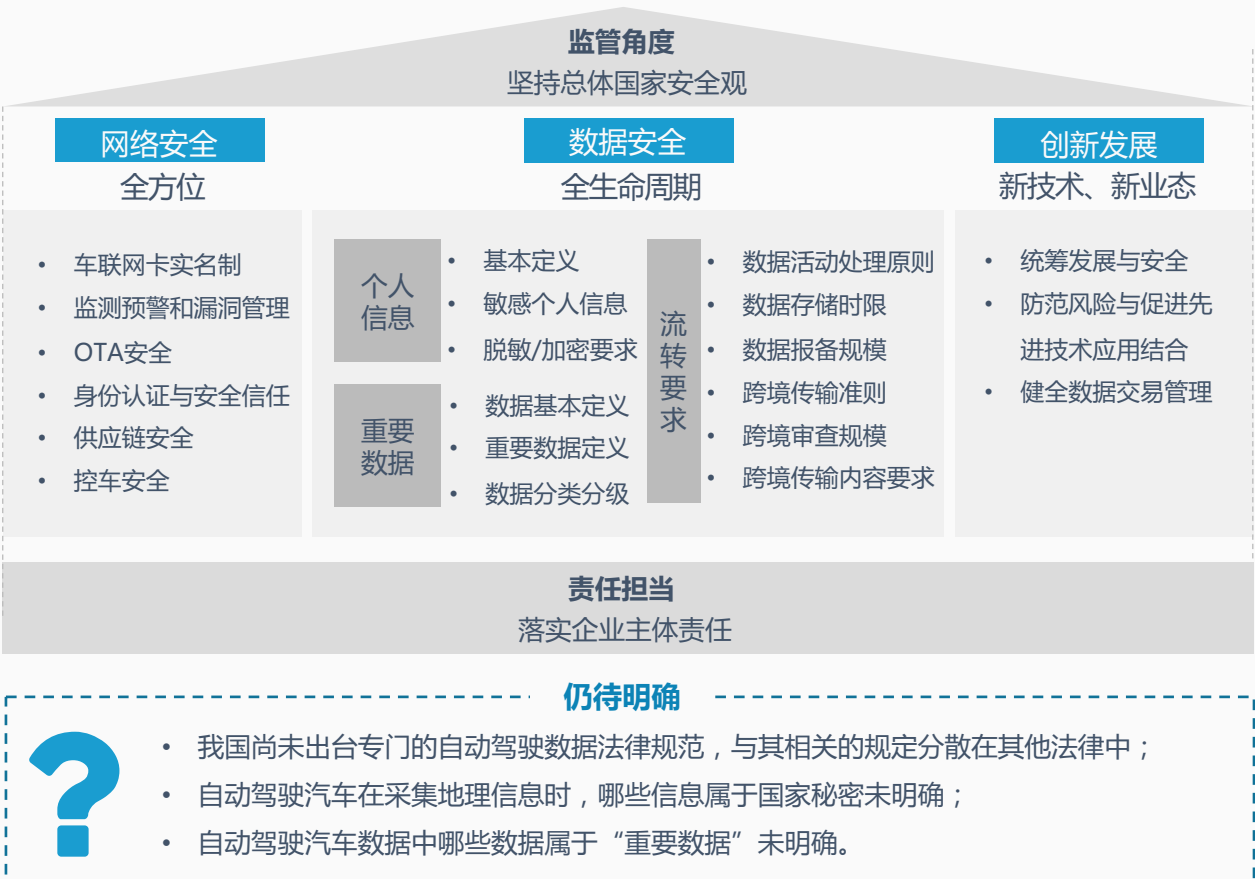 监管角度
坚持总体国家安全观
网络安全
全方位
• 车联网卡实名制
• 监测预警和漏洞管理
• OTA安全
• 身份认证与安全信任
• 供应链安全
• 控车安全
数据安全
全生命周期
个人
信息
• 基本定义
• 敏感个人信息
• 脱敏/加密要求
重要
数据
• 数据基本定义
• 重要数据定义
• 数据分类分级
流
转
要
求
• 数据活动处理原则
• 数据存储时限
• 数据报备规模
• 跨境传输准则
• 跨境审查规模
• 跨境传输内容要求
创新发展
新技术、新业态
• 统筹发展与安全
• 防范风险与促进先
进技术应用结合
• 健全数据交易管理
责任担当
落实企业主体责任
仍待明确
?
• 我国尚未出台专门的自动驾驶数据法律规范，与其相关的规定分散在其他法律中；
• 自动驾驶汽车在采集地理信息时，哪些信息属于国家秘密未明确；
• 自动驾驶汽车数据中哪些数据属于“重要数据”未明确。